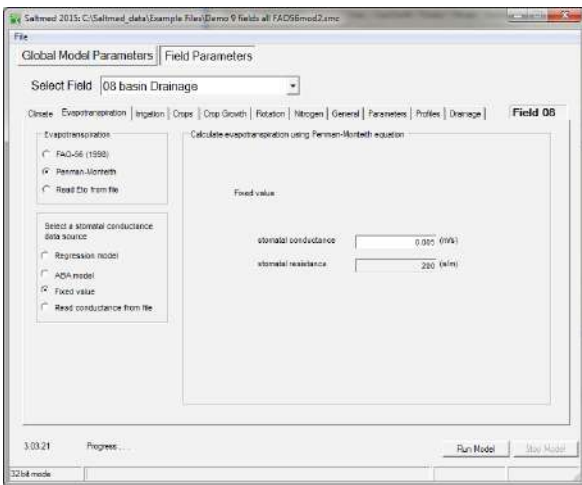 Saltmed 2015: C:\Saltmed_data\Example Files\Demo 9 fields all FAO56mod2.smc
File
Global Model Parameters Field Parameters
Select Field 08 basin Drainage
Climate Evapotranspiration Irrigation Crops Crop Growth Rotation Nitrogen General Parameters Profiles Drainage Field 08
Evapotranspiration
Calculate evapotranspiration using Penman-Monteith equation
FAO-56 (1998)
Penman-Monteith
Read Eto from file
Fixed value
Select a stomatal conductance
data source
Regression model
ABA model
Fixed value
Read conductance from file
stomatal conductance 0.005 (m/s)
stomatal resistance 200 (s/m)
3.03.21 Progress . . .
Run Model Stop Model
32 bit mode